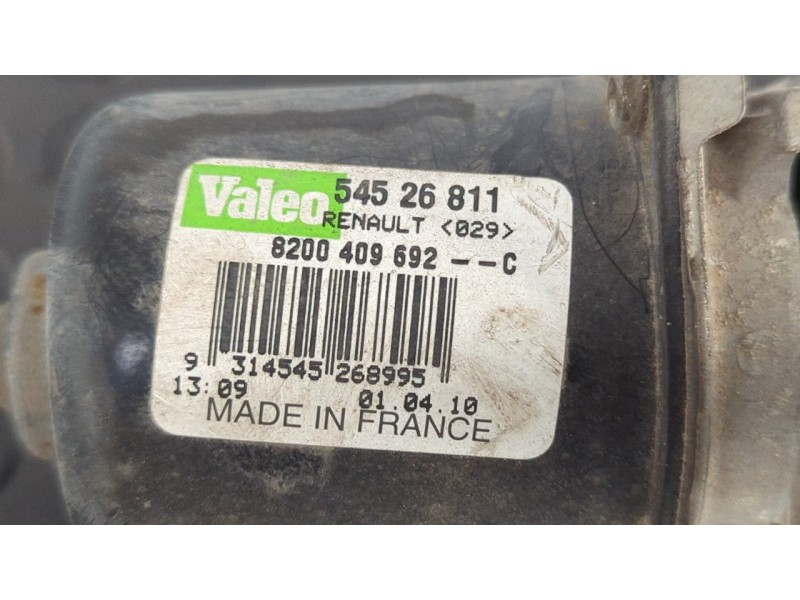 Valeo 545 26 811
RENAULT <029>
8200 409 692 --C
9 314545 268995
13:09 01.04.10
MADE IN FRANCE